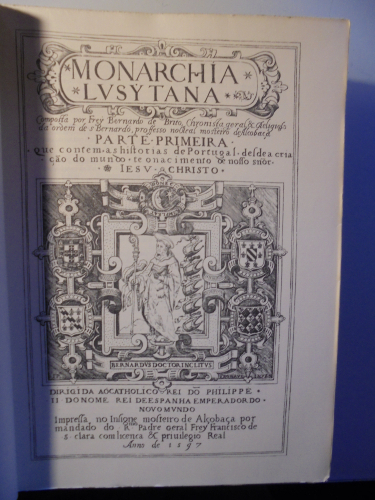 MONARCHIA
LVSYTANA
Composta por Frey Bernardo de Brito, Chronista geral & Religioso
da ordem de s. Bernardo, professo no Real mosteiro de Alcobaça
PARTE PRIMEIRA
que contem as historias de Portugal desde a cria
ção do mundo te o nacimento de nosso suõr
IESV CHRISTO
BERNARDVS DOCTOR INCLITVS
DIRIGIDA AO CATHOLICO REI DO PHILIPPE
II DO NOME REI DE ESPANHA EMPERADOR DO
NOVO MUNDO
Impressa, no Insigne mosteiro de Alcobaça por
mandado do R.mo Padre Geral Frey Francisco de
s. clara com licenca & privilegio Real
Anno de 1597